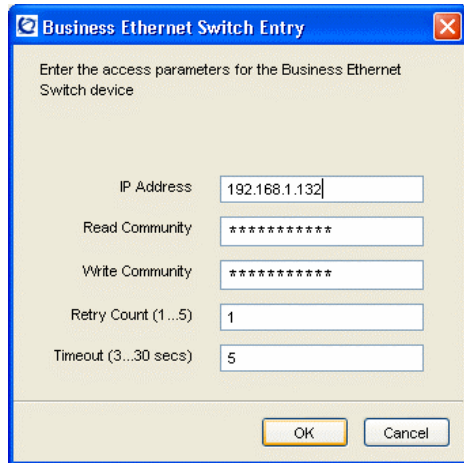 Business Ethernet Switch Entry
Enter the access parameters for the Business Ethernet
Switch device
IP Address 192.168.1.132
Read Community ***********
Write Community ***********
Retry Count (1...5) 1
Timeout (3...30 secs) 5
OK Cancel